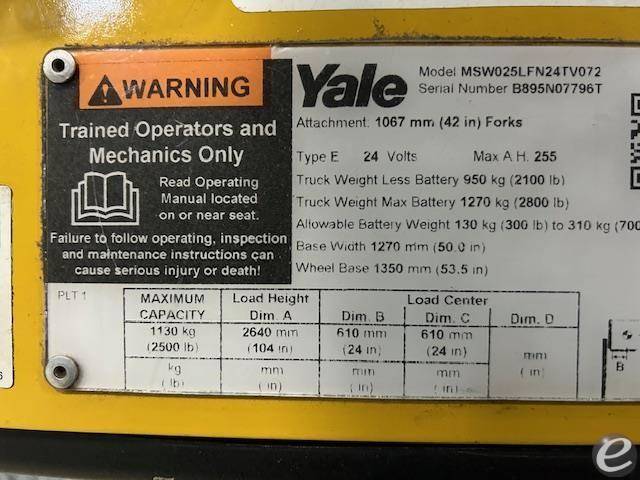 WARNING
Trained Operators and
Mechanics Only
Read Operating
Manual located
on or near seat.
Failure to follow operating, inspection
and maintenance instructions can
cause serious injury or death!
Yale
Model MSW025LFN24TV072
Serial Number B895N07796T
Attachment: 1067 mm (42 in) Forks
Type E 24 Volts Max A.H. 255
Truck Weight Less Battery 950 kg (2100 lb)
Truck Weight Max Battery 1270 kg (2800 lb)
Allowable Battery Weight 130 kg (300 lb) to 310 kg (700
Base Width 1270 mm (50.0 in)
Wheel Base 1350 mm (53.5 in)
PLT 1
MAXIMUM CAPACITY Load Height Dim. A Load Center
Dim. B Dim. C Dim. D
1130 kg 2640 mm 610 mm 610 mm mm
(2500 lb) (104 in) (24 in) (24 in) ( in)
kg mm mm mm mm
( lb) ( in) ( in) ( in) ( in)
B
6
e